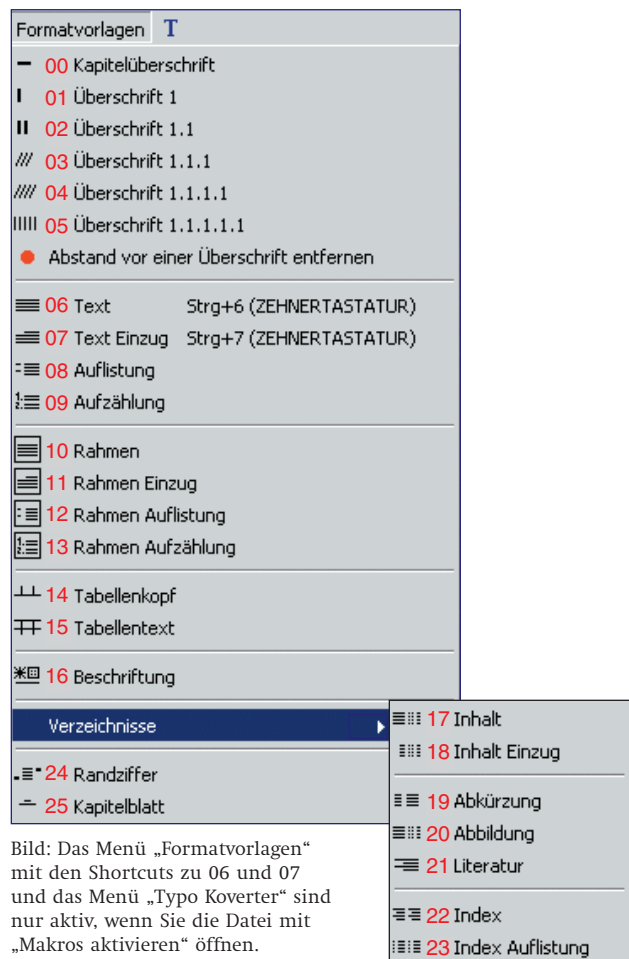 Formatvorlagen T
00 Kapitelüberschrift
01 Überschrift 1
02 Überschrift 1.1
03 Überschrift 1.1.1
04 Überschrift 1.1.1.1
05 Überschrift 1.1.1.1.1
Abstand vor einer Überschrift entfernen
06 Text Strg+6 (ZEHNERTASTATUR)
07 Text Einzug Strg+7 (ZEHNERTASTATUR)
08 Auflistung
09 Aufzählung
10 Rahmen
11 Rahmen Einzug
12 Rahmen Auflistung
13 Rahmen Aufzählung
14 Tabellenkopf
15 Tabellentext
16 Beschriftung
Verzeichnisse
17 Inhalt
18 Inhalt Einzug
19 Abkürzung
20 Abbildung
21 Literatur
22 Index
23 Index Auflistung
24 Randziffer
25 Kapitelblatt
Bild: Das Menü „Formatvorlagen“
mit den Shortcuts zu 06 und 07
und das Menü „Typo Koverter“ sind
nur aktiv, wenn Sie die Datei mit
„Makros aktivieren“ öffnen.